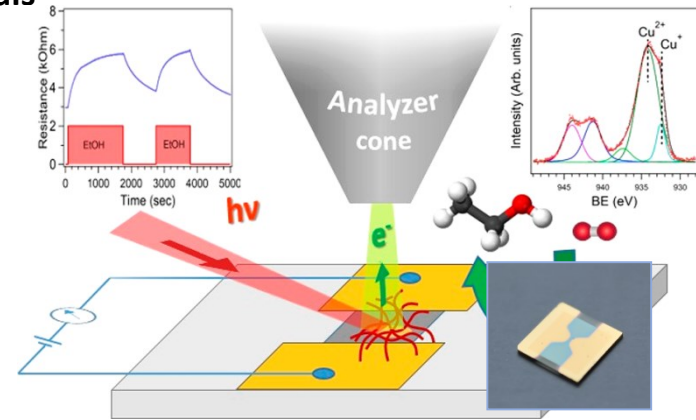 8
6
4
2
0
Resistance (kOhm)
EtOH
EtOH
0
1000
2000
3000
4000
5000
Time (sec)
Analyzer
cone
Cu2+
Cu+
Intensity (Arb. units)
945
940
935
930
BE (eV)
hν
e-